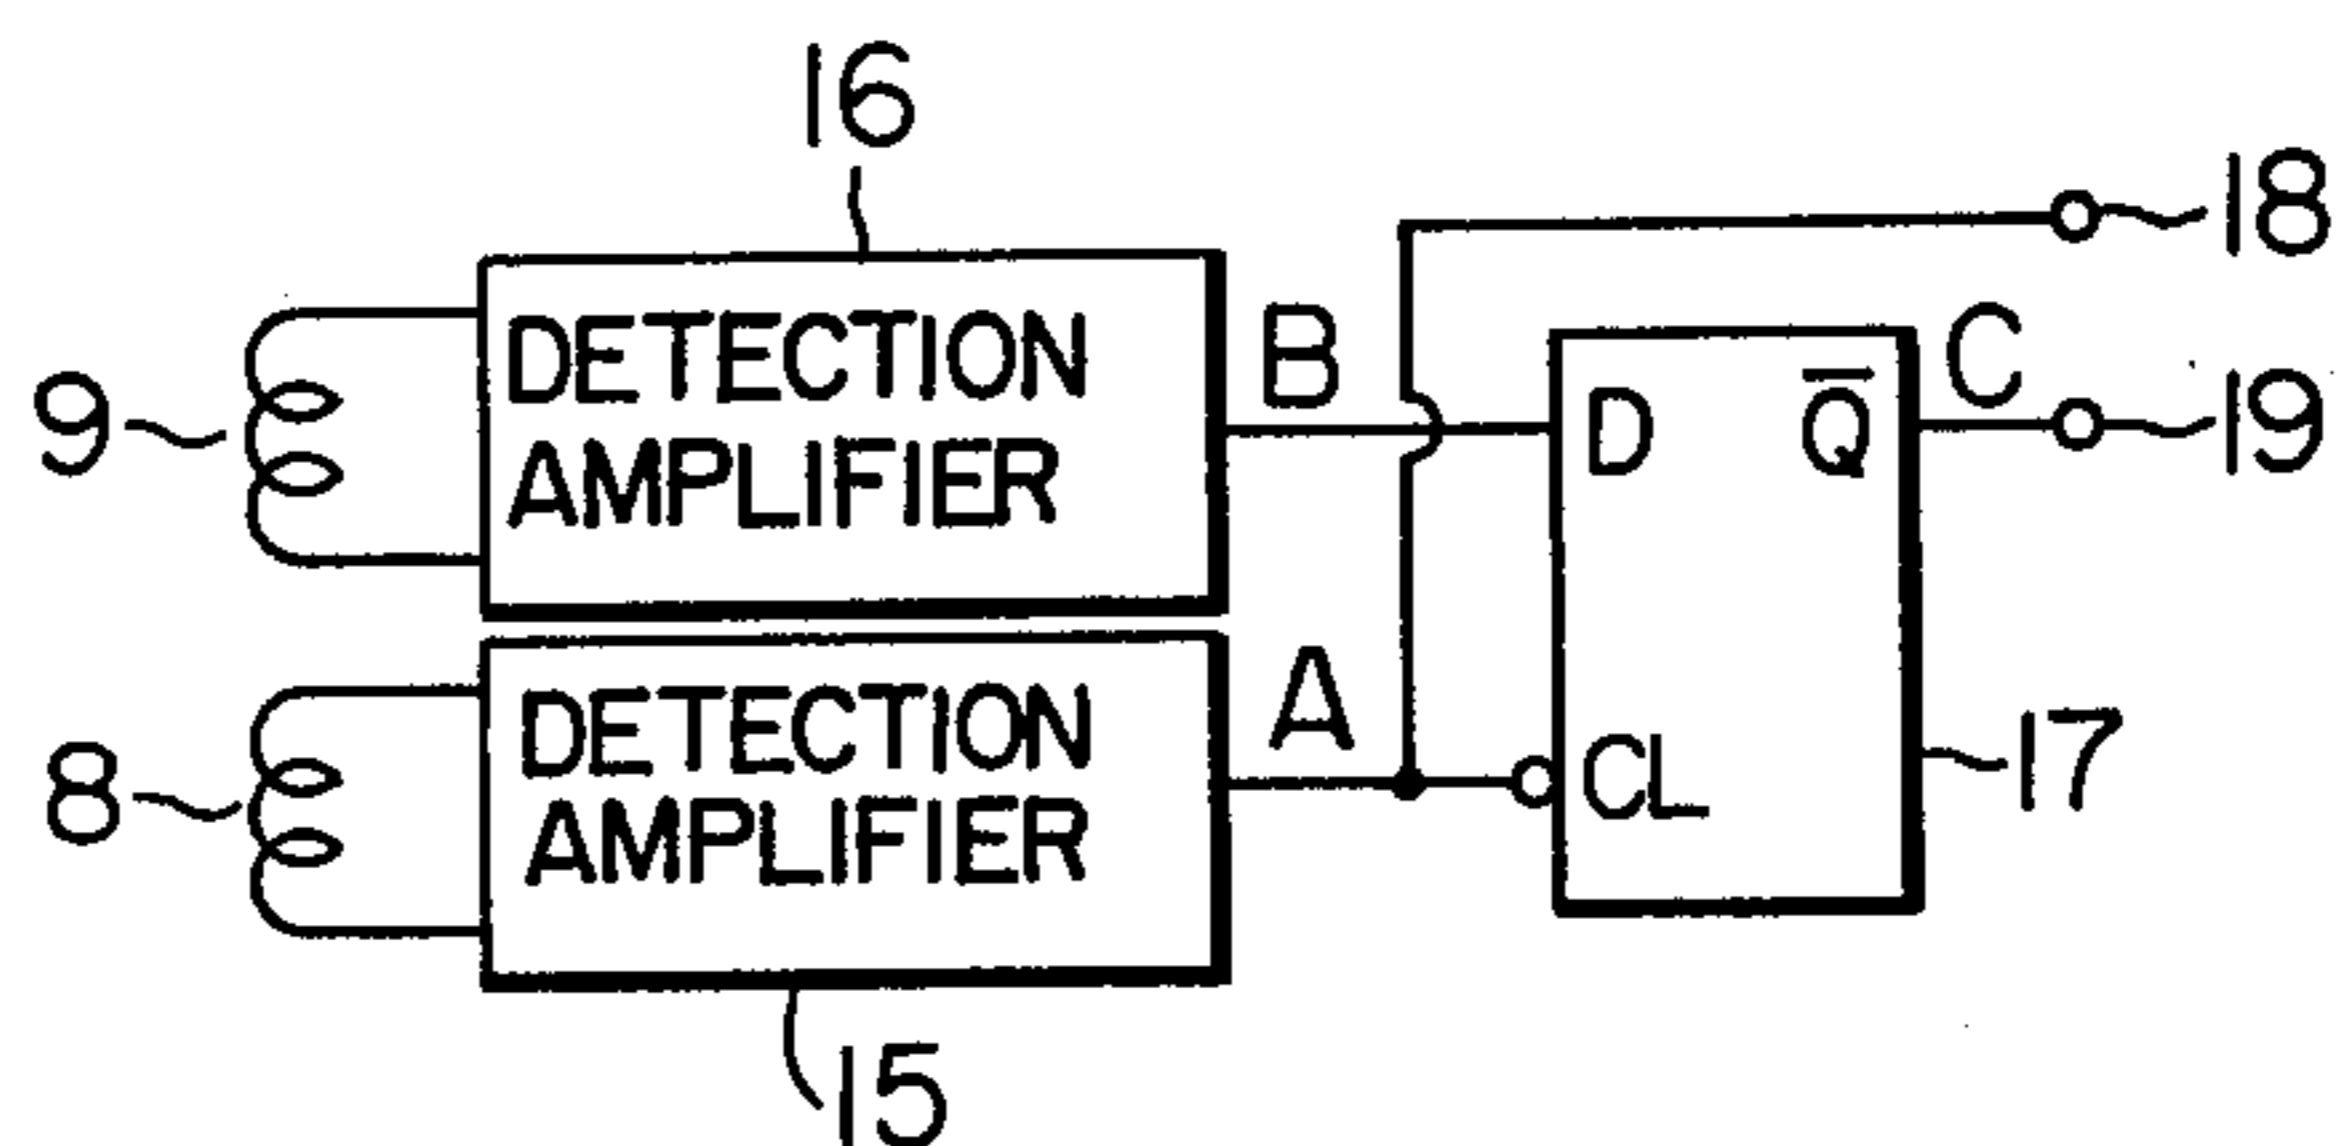 16
18
DETECTION
AMPLIFIER
B
C
9
D
Q̅
19
DETECTION
AMPLIFIER
A
8
CL
17
15